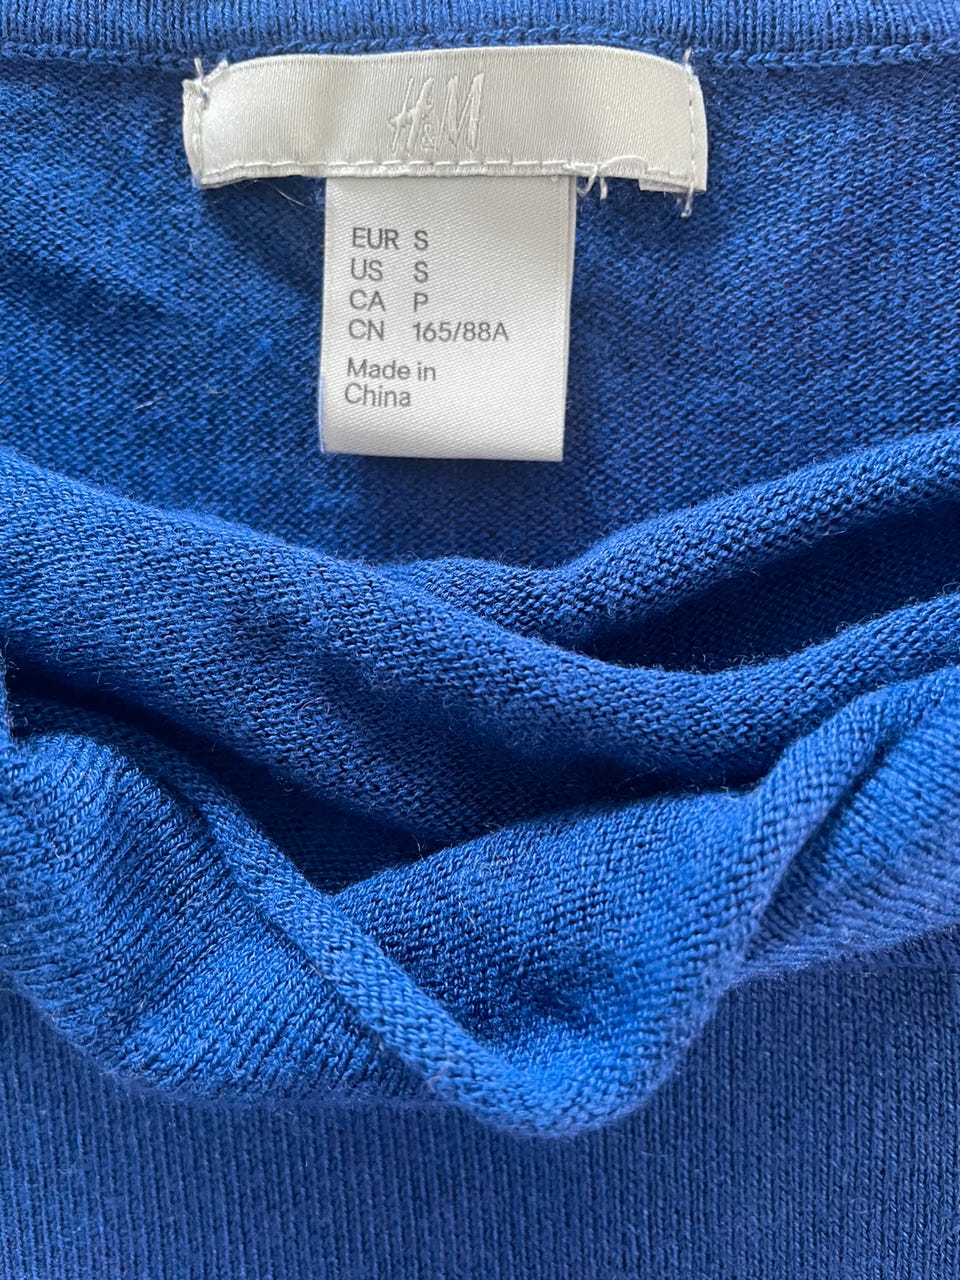 H&M
EUR S
US S
CA P
CN 165/88A
Made in
China